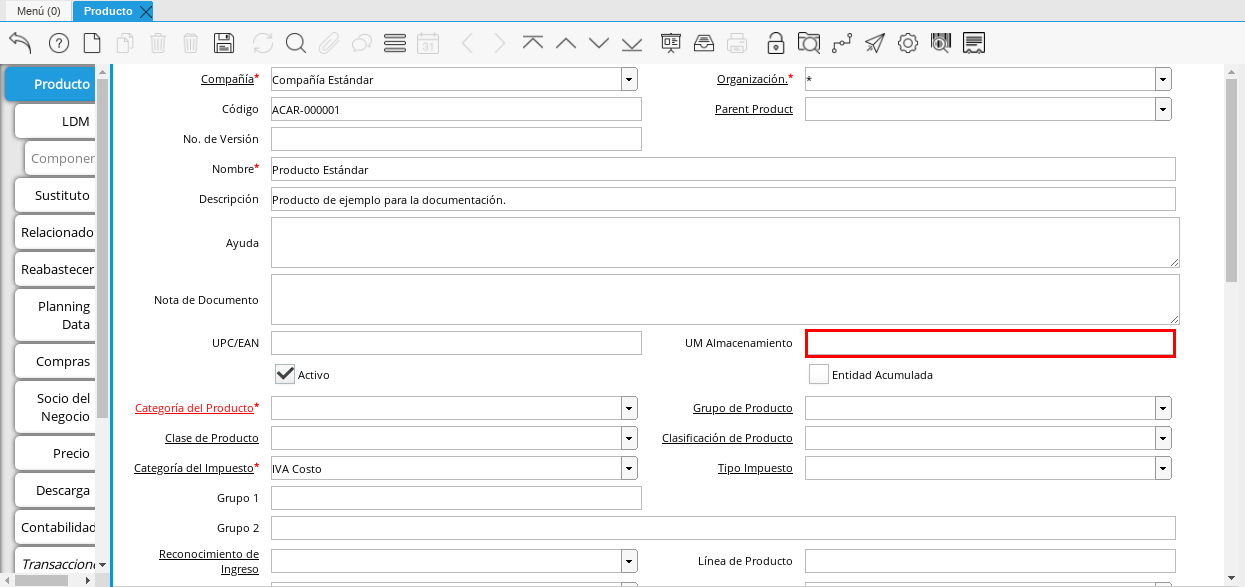 Menú (0)
Producto
31
Producto
LDM
Componen
Sustituto
Relacionado
Reabastecer
Planning
Data
Compras
Socio del
Negocio
Precio
Descarga
Contabilidad
Transaccione
Compañía* Compañía Estándar Organización.* *
Código ACAR-000001 Parent Product
No. de Versión
Nombre* Producto Estándar
Descripción Producto de ejemplo para la documentación.
Ayuda
Nota de Documento
UPC/EAN UM Almacenamiento
Activo Entidad Acumulada
Categoría del Producto* Grupo de Producto
Clase de Producto Clasificación de Producto
Categoría del Impuesto* IVA Costo Tipo Impuesto
Grupo 1
Grupo 2
Reconocimiento de
Ingreso Línea de Producto